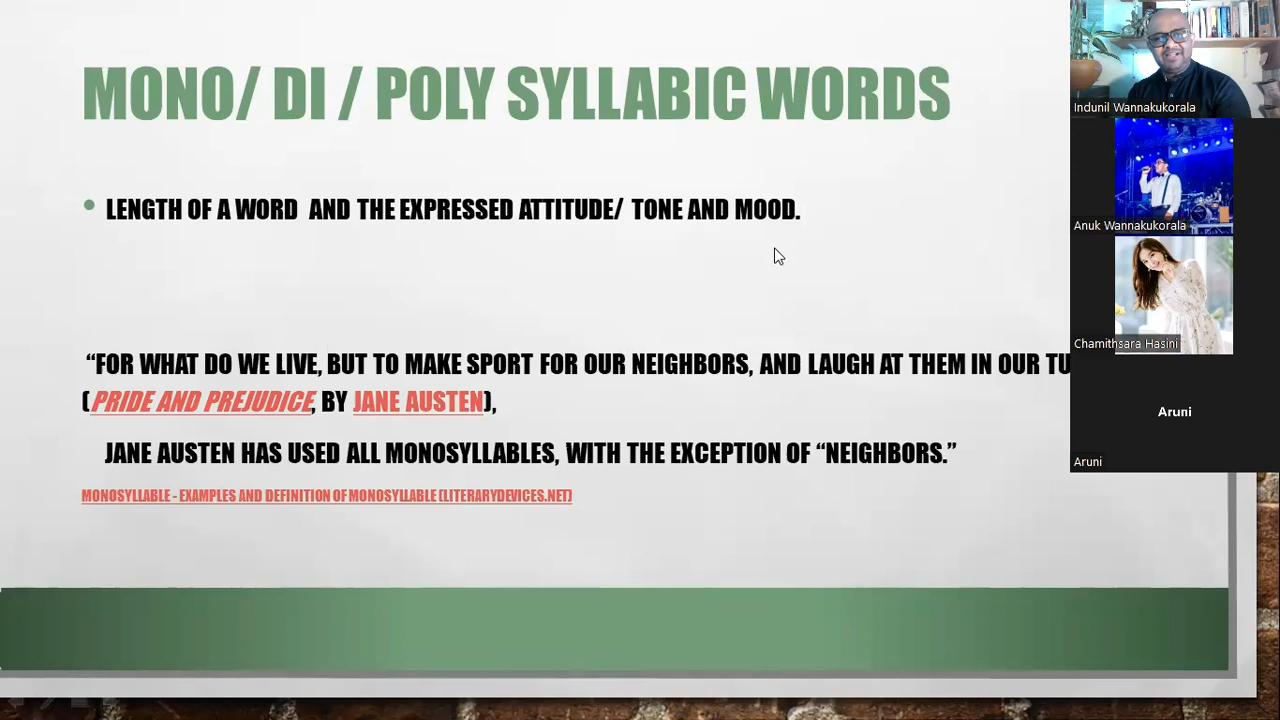 MONO/ DI / POLY SYLLABIC WORDS
• LENGTH OF A WORD AND THE EXPRESSED ATTITUDE/ TONE AND MOOD.
“FOR WHAT DO WE LIVE, BUT TO MAKE SPORT FOR OUR NEIGHBORS, AND LAUGH AT THEM IN OUR
(PRIDE AND PREJUDICE, BY JANE AUSTEN),
JANE AUSTEN HAS USED ALL MONOSYLLABLES, WITH THE EXCEPTION OF “NEIGHBORS.”
MONOSYLLABLE - EXAMPLES AND DEFINITION OF MONOSYLLABLE (LITERARYDEVICES.NET)
Indunil Wannakukorala
Anuk Wannakukorala
Chamithsara Hasini
Aruni
Aruni